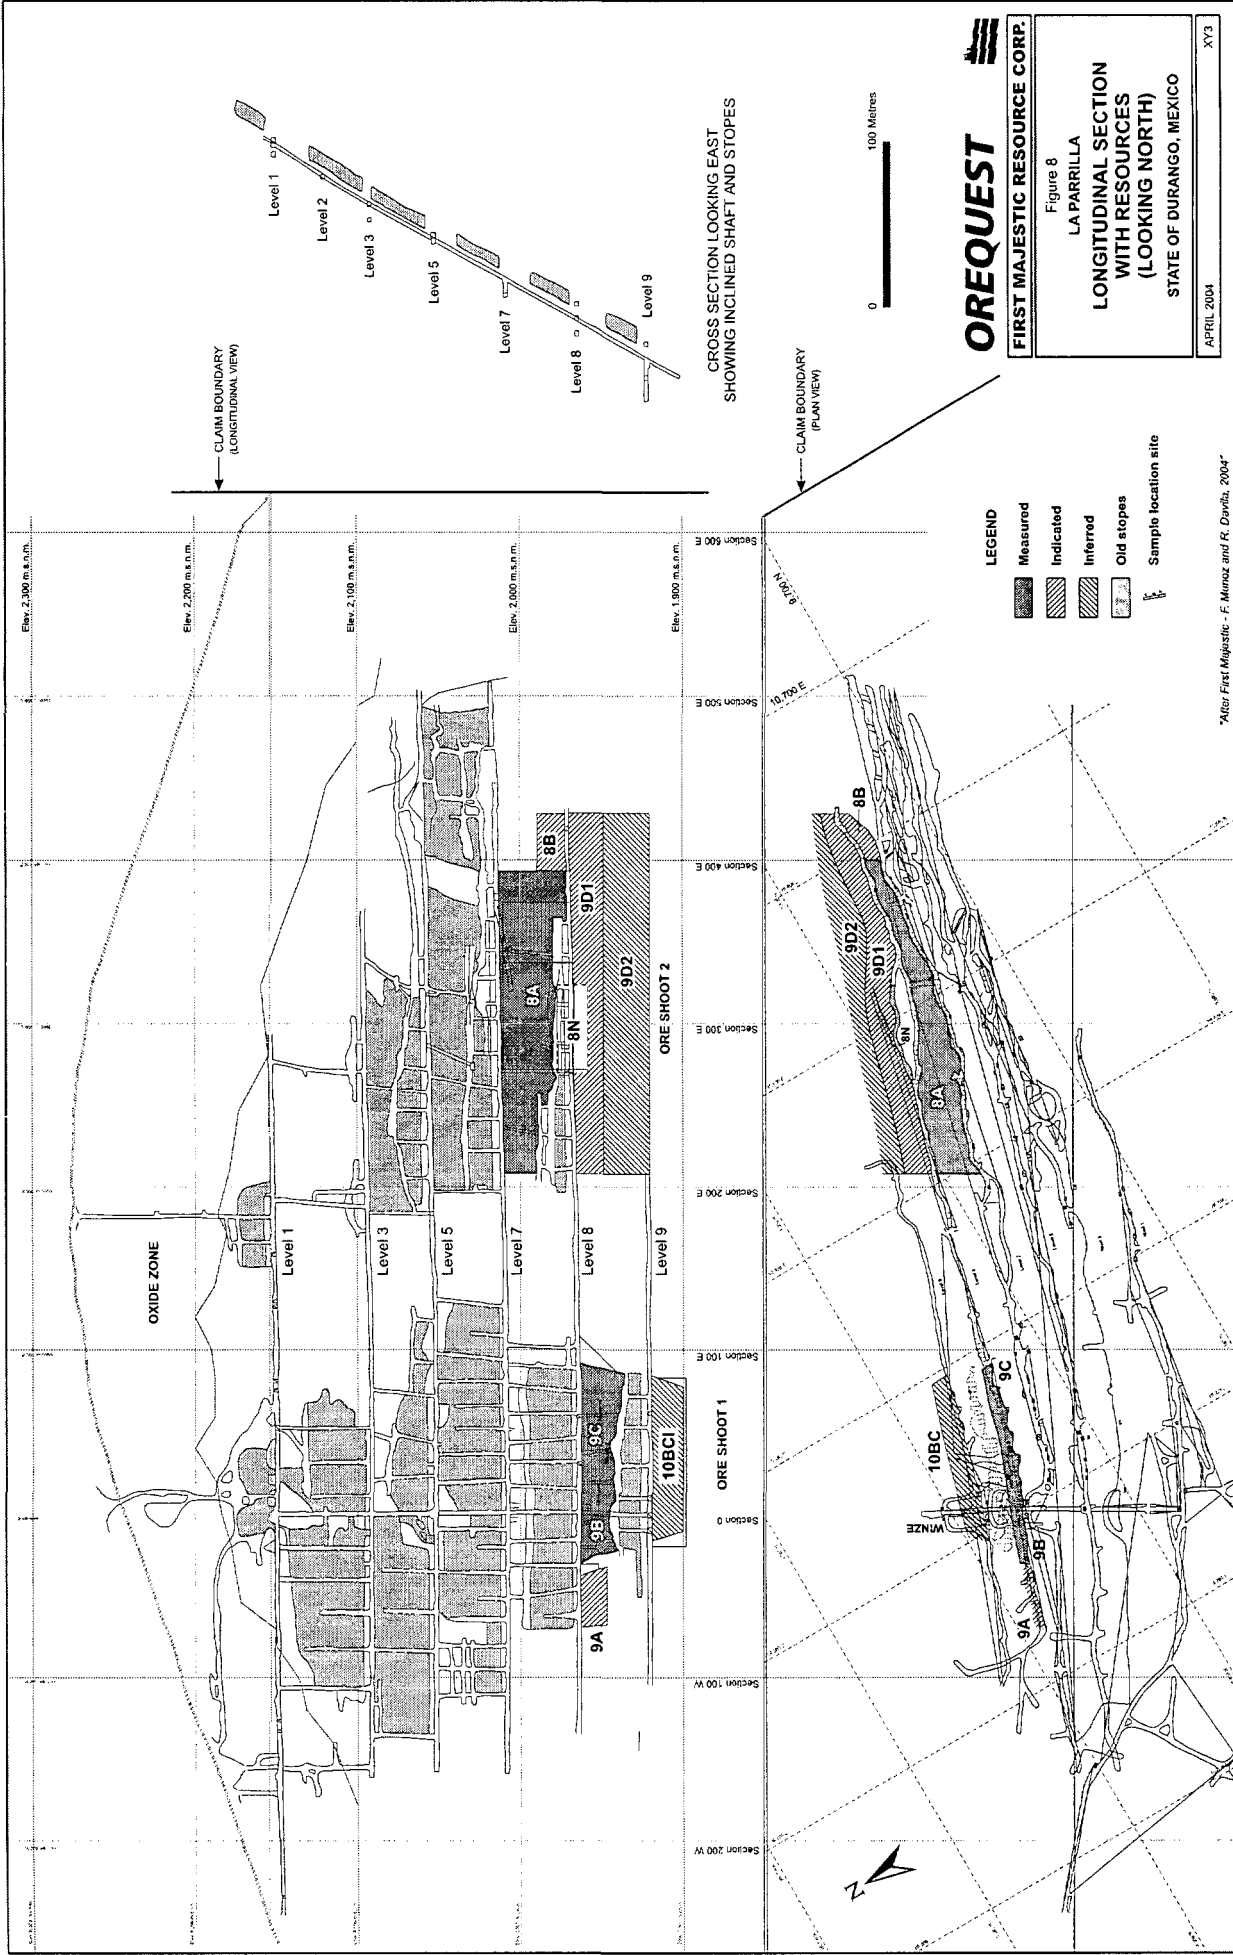 Elev. 2,300 m.s.n.m.
Elev. 2,200 m.s.n.m.
Elev. 2,100 m.s.n.m.
Elev. 2,000 m.s.n.m.
Elev. 1,900 m.s.n.m.
CLAIM BOUNDARY
(LONGITUDINAL VIEW)
OXIDE ZONE
Level 1
Level 3
Level 5
Level 7
Level 8
Level 9
8A
8B
8N
9D1
9D2
9A
9B
9C
10BCI
ORE SHOOT 1
ORE SHOOT 2
Section 200 W
Section 100 W
Section 0
Section 100 E
Section 200 E
Section 300 E
Section 400 E
Section 500 E
Section 600 E
Level 1
Level 2
Level 3
Level 5
Level 7
Level 8
Level 9
CROSS SECTION LOOKING EAST
SHOWING INCLINED SHAFT AND STOPES
CLAIM BOUNDARY
(PLAN VIEW)
9,700 N
10,700 E
N
WINZE
10BC
9A
9B
9C
8A
8N
8B
9D1
9D2
0
100 Metres
LEGEND
Measured
Indicated
Inferred
Old stopes
Sample location site
"After First Majestic - F. Munoz and R. Davila, 2004"
OREQUEST
FIRST MAJESTIC RESOURCE CORP.
Figure 8
LA PARRILLA
LONGITUDINAL SECTION
WITH RESOURCES
(LOOKING NORTH)
STATE OF DURANGO, MEXICO
APRIL 2004
XY3